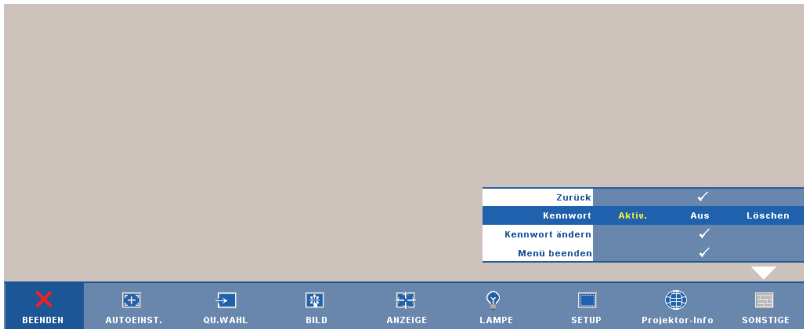 Zurück
Kennwort Aktiv. Aus Löschen
Kennwort ändern
Menü beenden
BEENDEN AUTOEINST. QU.WAHL BILD ANZEIGE LAMPE SETUP Projektor-Info SONSTIGE